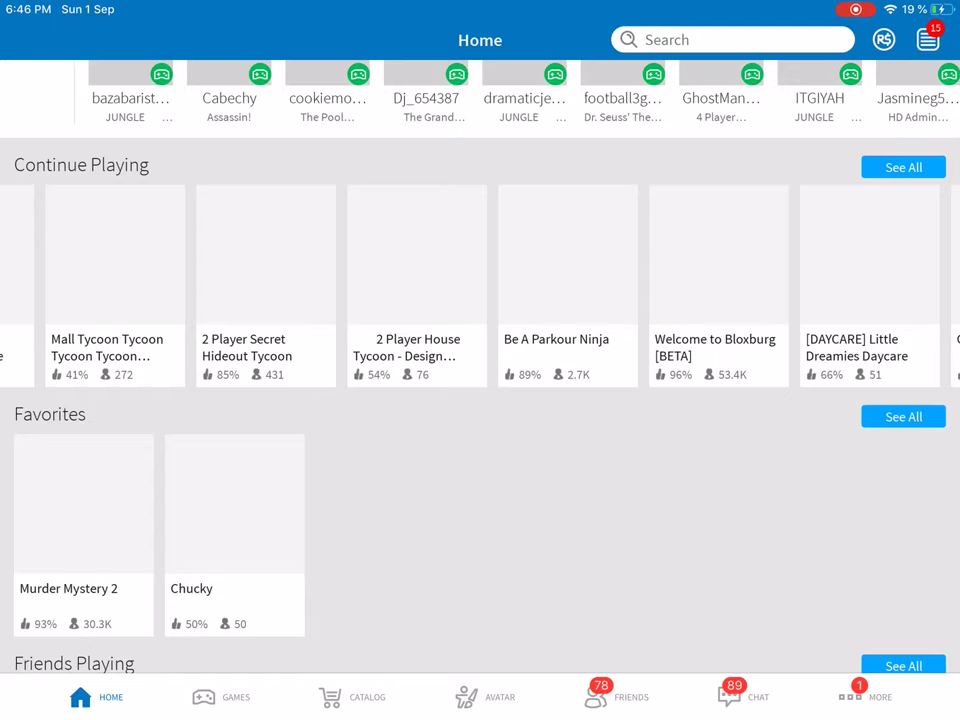 6:46 PM Sun 1 Sep
19 %
Home
Search
R$
15
bazabarist... Cabechy cookiemo... Dj_654387 dramaticje... football3g... GhostMan... ITGIYAH Jasmineg5...
JUNGLE ... Assassin! The Pool... The Grand... JUNGLE ... Dr. Seuss' The... 4 Player... JUNGLE ... HD Admin...
Continue Playing
See All
Mall Tycoon Tycoon
Tycoon Tycoon...
41% 272
2 Player Secret
Hideout Tycoon
85% 431
2 Player House
Tycoon - Design...
54% 76
Be A Parkour Ninja
89% 2.7K
Welcome to Bloxburg
[BETA]
96% 53.4K
[DAYCARE] Little
Dreamies Daycare
66% 51
Favorites
See All
Murder Mystery 2
93% 30.3K
Chucky
50% 50
Friends Playing
See All
HOME
GAMES
CATALOG
AVATAR
78
FRIENDS
89
CHAT
1
MORE